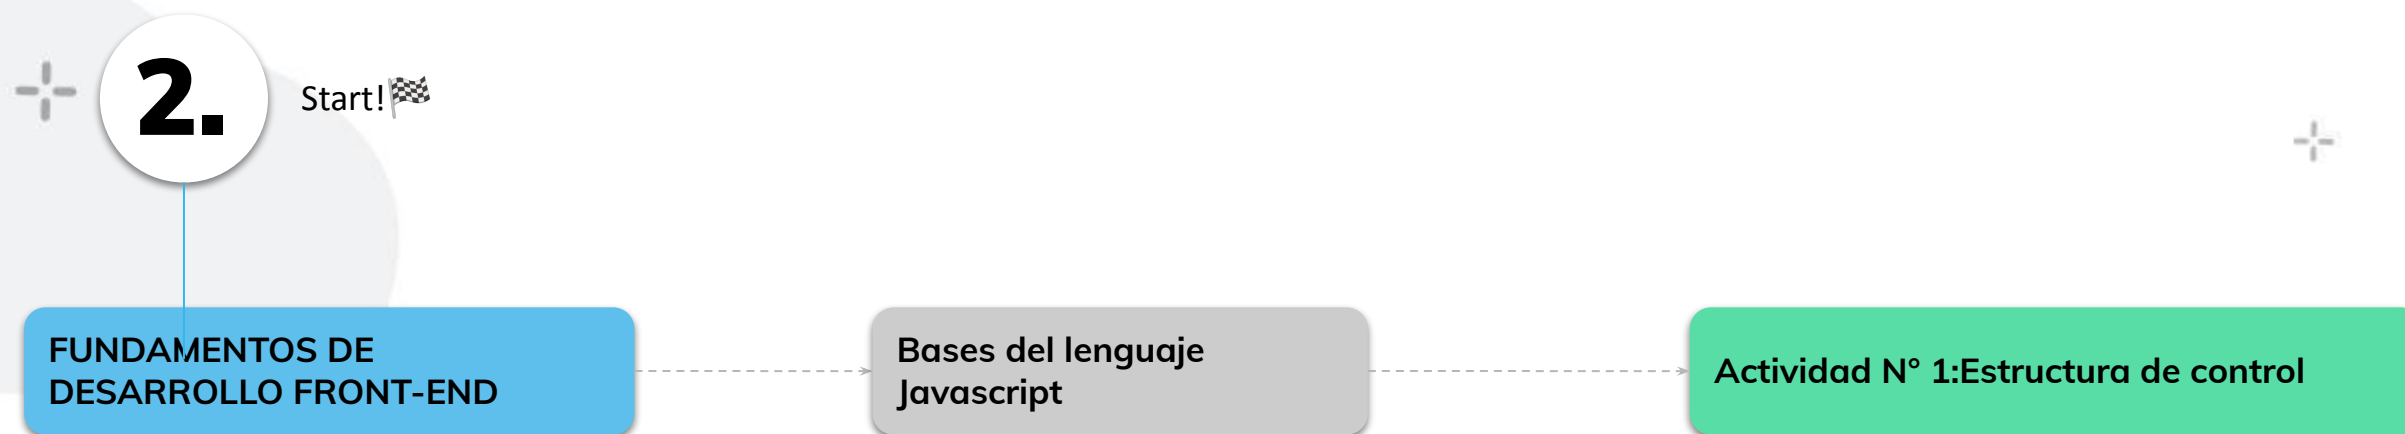 2.
Start!🏁
FUNDAMENTOS DE
DESARROLLO FRONT-END
Bases del lenguaje
Javascript
Actividad N° 1:Estructura de control